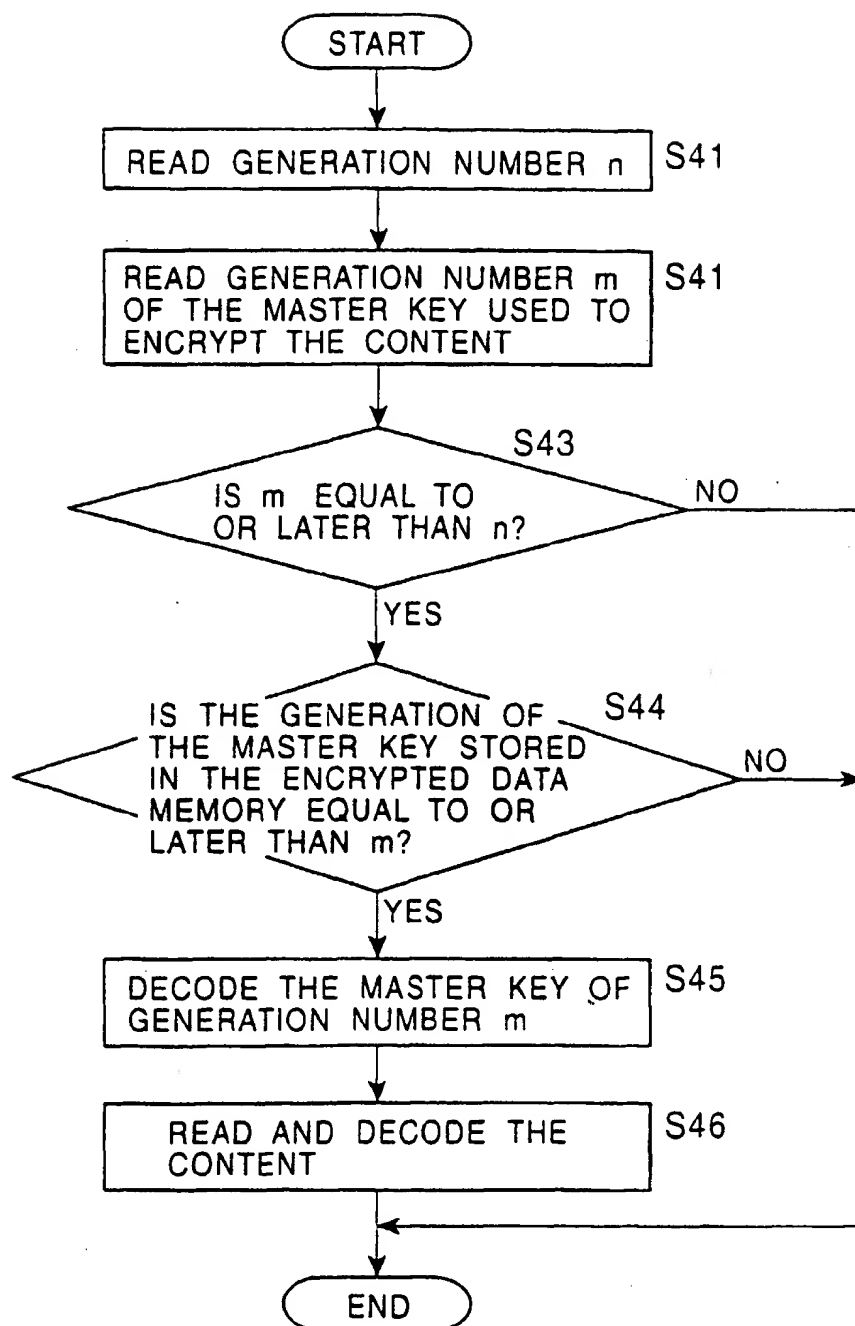 START
READ GENERATION NUMBER n
S41
READ GENERATION NUMBER m
OF THE MASTER KEY USED TO
ENCRYPT THE CONTENT
S41
S43
IS m EQUAL TO
OR LATER THAN n?
NO
YES
S44
IS THE GENERATION OF
THE MASTER KEY STORED
IN THE ENCRYPTED DATA
MEMORY EQUAL TO OR
LATER THAN m?
NO
YES
DECODE THE MASTER KEY OF
GENERATION NUMBER m
S45
READ AND DECODE THE
CONTENT
S46
END